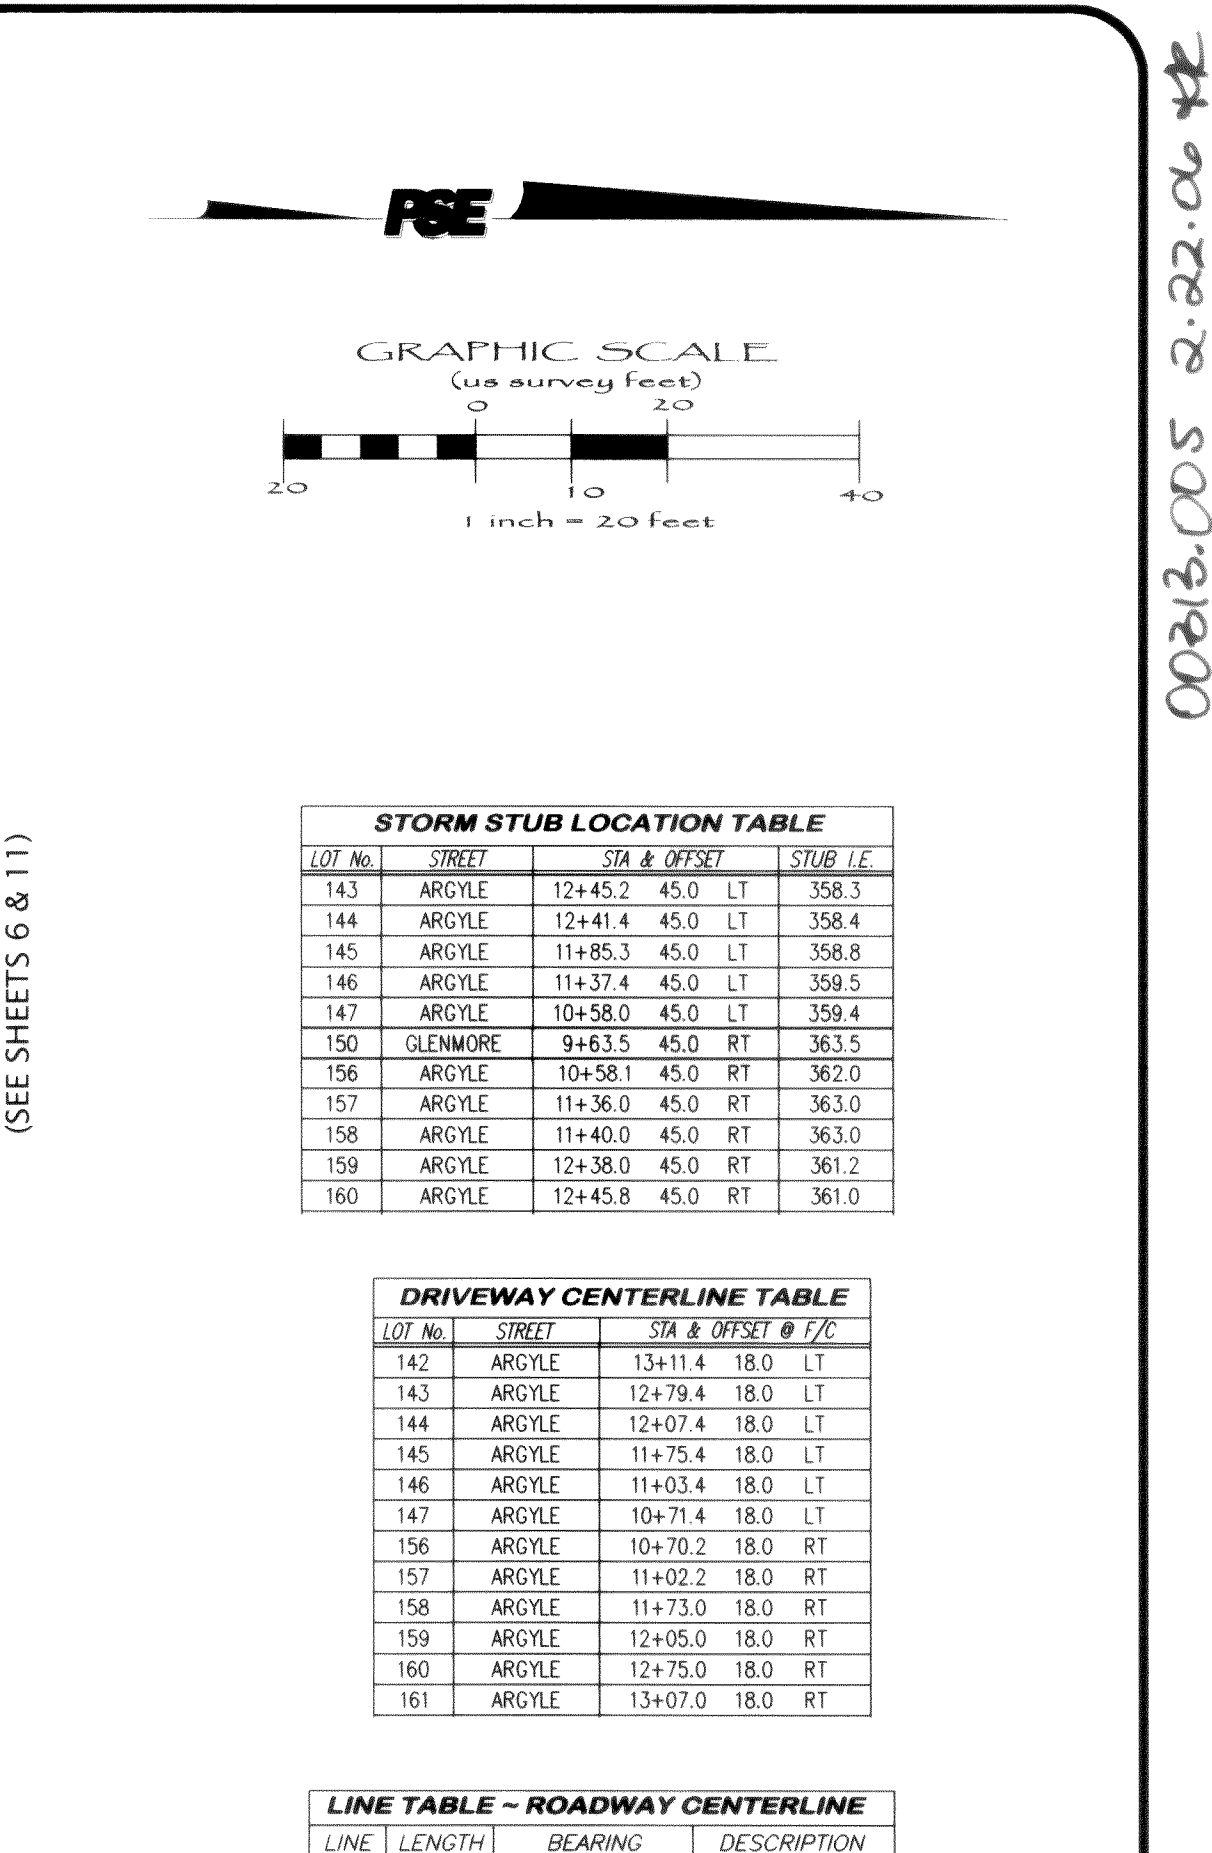 PSE
GRAPHIC SCALE
(us survey feet)
0 20
20 10 40
1 inch = 20 feet
(SEE SHEETS 6 & 11)
STORM STUB LOCATION TABLE
LOT No. STREET STA & OFFSET STUB I.E.
143 ARGYLE 12+45.2 45.0 LT 358.3
144 ARGYLE 12+41.4 45.0 LT 358.4
145 ARGYLE 11+85.3 45.0 LT 358.8
146 ARGYLE 11+37.4 45.0 LT 359.5
147 ARGYLE 10+58.0 45.0 LT 359.4
150 GLENMORE 9+63.5 45.0 RT 363.5
156 ARGYLE 10+58.1 45.0 RT 362.0
157 ARGYLE 11+36.0 45.0 RT 363.0
158 ARGYLE 11+40.0 45.0 RT 363.0
159 ARGYLE 12+38.0 45.0 RT 361.2
160 ARGYLE 12+45.8 45.0 RT 361.0
DRIVEWAY CENTERLINE TABLE
LOT No. STREET STA & OFFSET @ F/C
142 ARGYLE 13+11.4 18.0 LT
143 ARGYLE 12+79.4 18.0 LT
144 ARGYLE 12+07.4 18.0 LT
145 ARGYLE 11+75.4 18.0 LT
146 ARGYLE 11+03.4 18.0 LT
147 ARGYLE 10+71.4 18.0 LT
156 ARGYLE 10+70.2 18.0 RT
157 ARGYLE 11+02.2 18.0 RT
158 ARGYLE 11+73.0 18.0 RT
159 ARGYLE 12+05.0 18.0 RT
160 ARGYLE 12+75.0 18.0 RT
161 ARGYLE 13+07.0 18.0 RT
LINE TABLE ~ ROADWAY CENTERLINE
LINE LENGTH BEARING DESCRIPTION
00313.005 2.22.06